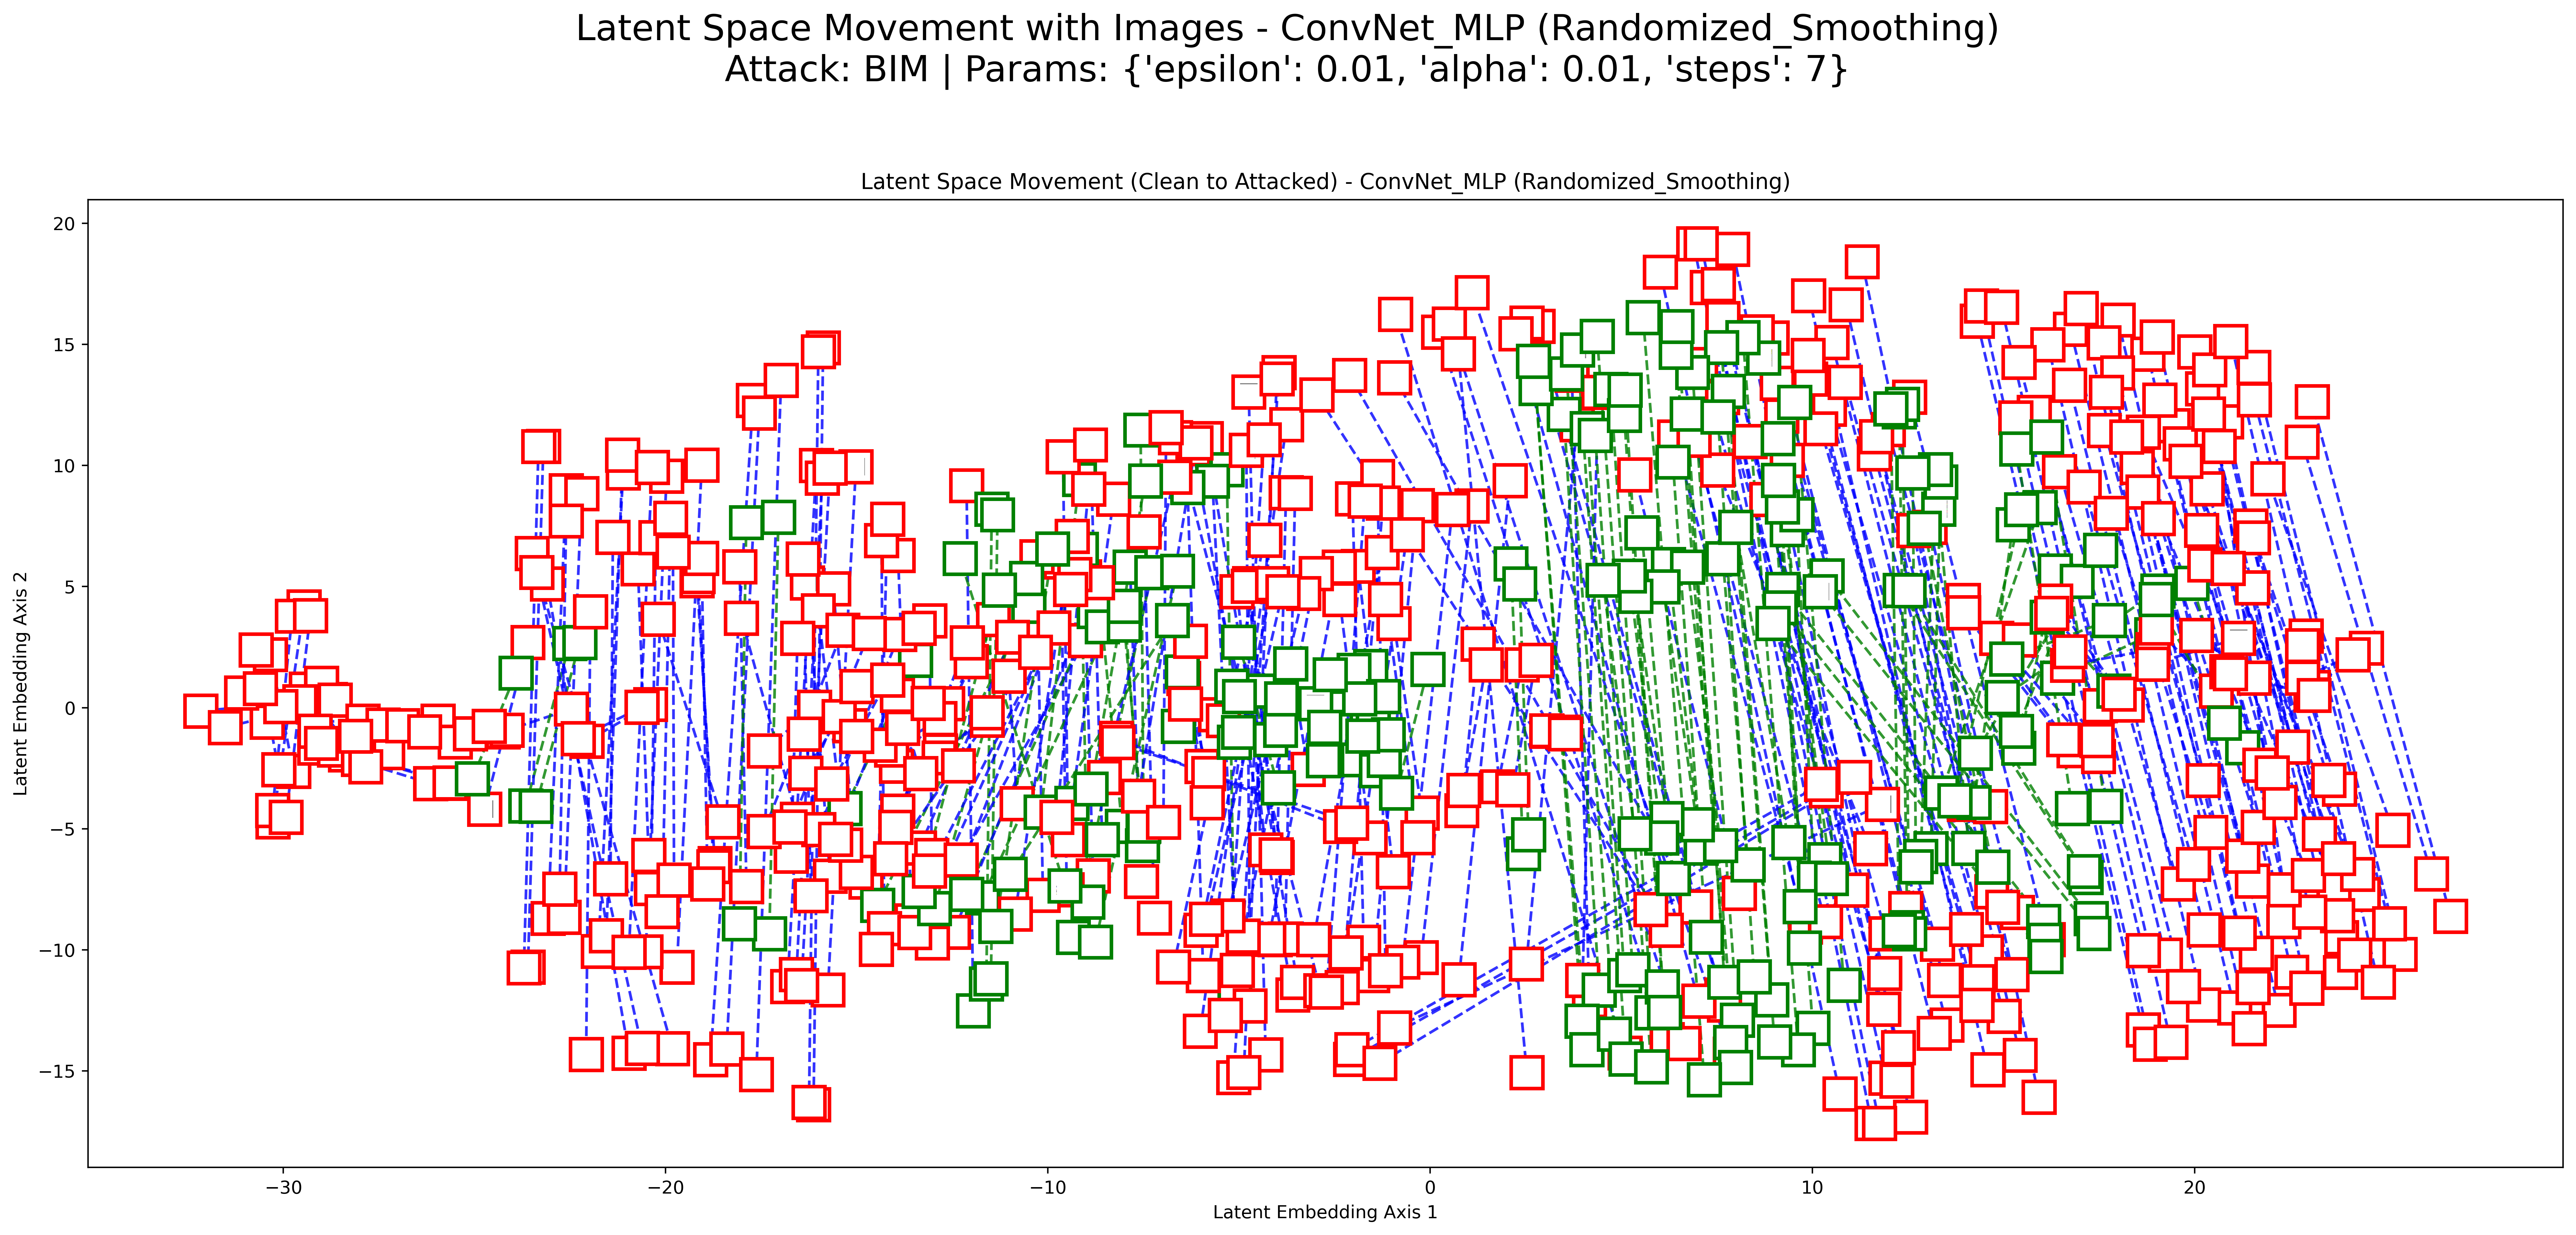 Latent Space Movement with Images - ConvNet_MLP (Randomized_Smoothing)
Attack: BIM | Params: {'epsilon': 0.01, 'alpha': 0.01, 'steps': 7}
Latent Space Movement (Clean to Attacked) - ConvNet_MLP (Randomized_Smoothing)
20
15
10
5
0
−5
−10
−15
Latent Embedding Axis 2
−30
−20
−10
0
10
20
Latent Embedding Axis 1